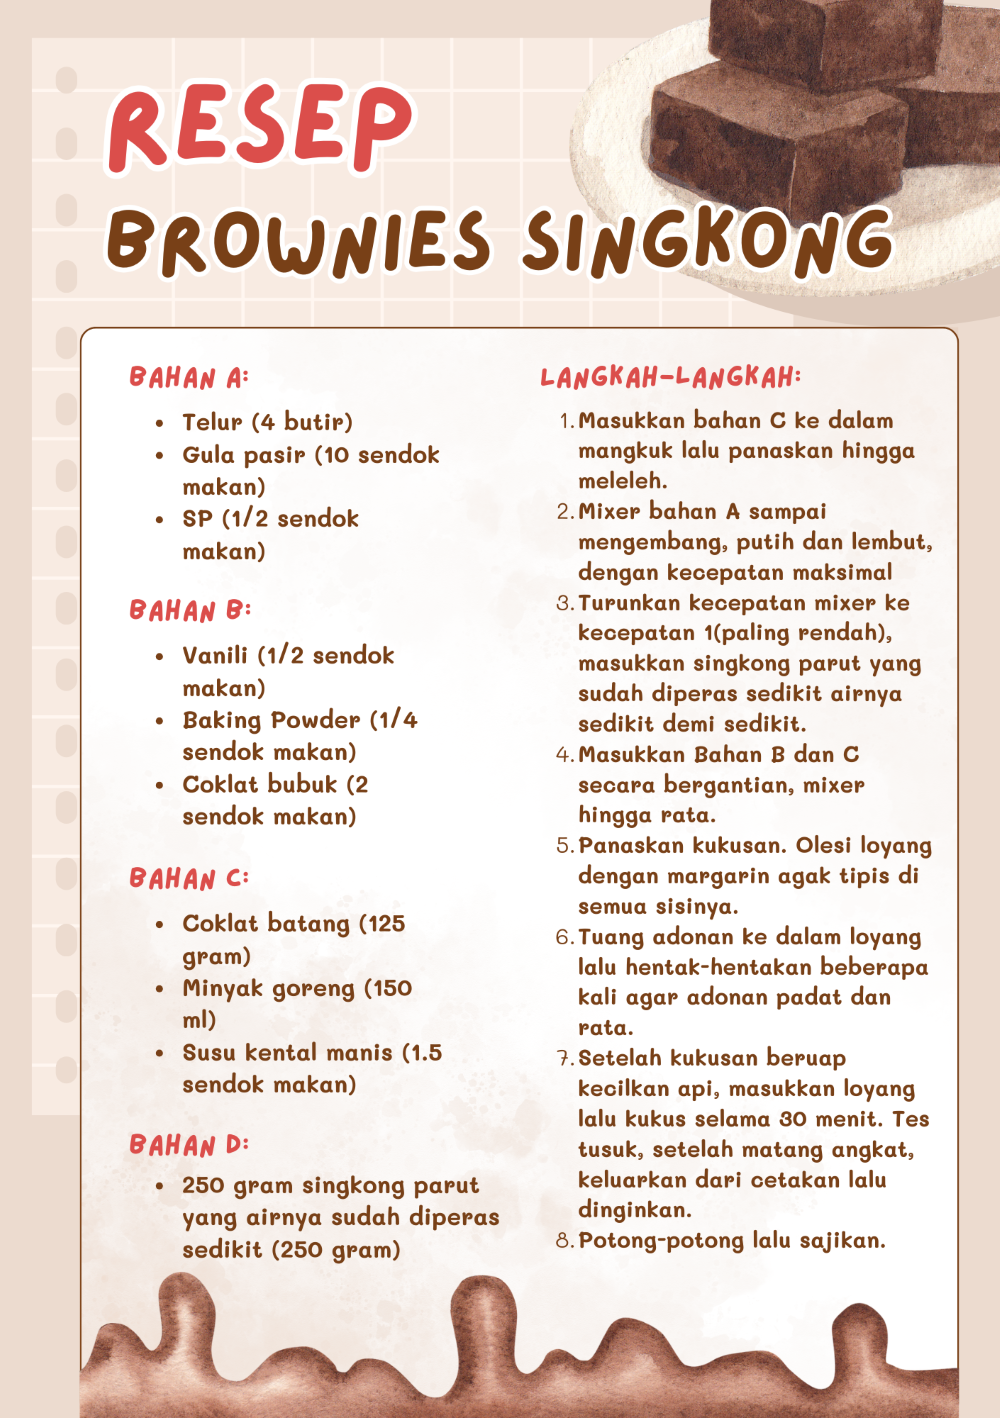 RESEP
BROWNIES SINGKONG
BAHAN A:
• Telur (4 butir)
• Gula pasir (10 sendok
makan)
• SP (1/2 sendok
makan)
BAHAN B:
• Vanili (1/2 sendok
makan)
• Baking Powder (1/4
sendok makan)
• Coklat bubuk (2
sendok makan)
BAHAN C:
• Coklat batang (125
gram)
• Minyak goreng (150
ml)
• Susu kental manis (1.5
sendok makan)
BAHAN D:
• 250 gram singkong parut
yang airnya sudah diperas
sedikit (250 gram)
LANGKAH-LANGKAH:
1. Masukkan bahan C ke dalam
mangkuk lalu panaskan hingga
meleleh.
2. Mixer bahan A sampai
mengembang, putih dan lembut,
dengan kecepatan maksimal
3. Turunkan kecepatan mixer ke
kecepatan 1(paling rendah),
masukkan singkong parut yang
sudah diperas sedikit airnya
sedikit demi sedikit.
4. Masukkan Bahan B dan C
secara bergantian, mixer
hingga rata.
5. Panaskan kukusan. Olesi loyang
dengan margarin agak tipis di
semua sisinya.
6. Tuang adonan ke dalam loyang
lalu hentak-hentakan beberapa
kali agar adonan padat dan
rata.
7. Setelah kukusan beruap
kecilkan api, masukkan loyang
lalu kukus selama 30 menit. Tes
tusuk, setelah matang angkat,
keluarkan dari cetakan lalu
dinginkan.
8. Potong-potong lalu sajikan.